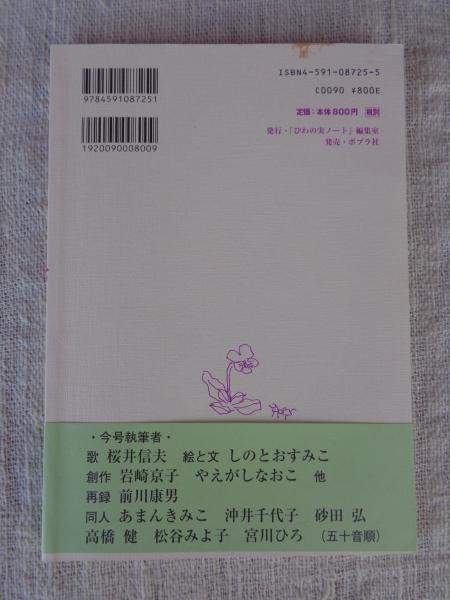 ISBN4-591-08725-5
C0090 ¥800E
9784591087251
1920090008009
定価:本体800円 税別
発行・「びわの実ノート」編集室
発売・ポプラ社
・今号執筆者・
歌 桜井信夫 絵と文 しのとおすみこ
創作 岩崎京子 やえがしなおこ 他
再録 前川康男
同人 あまんきみこ 沖井千代子 砂田 弘
高橋 健 松谷みよ子 宮川ひろ (五十音順)